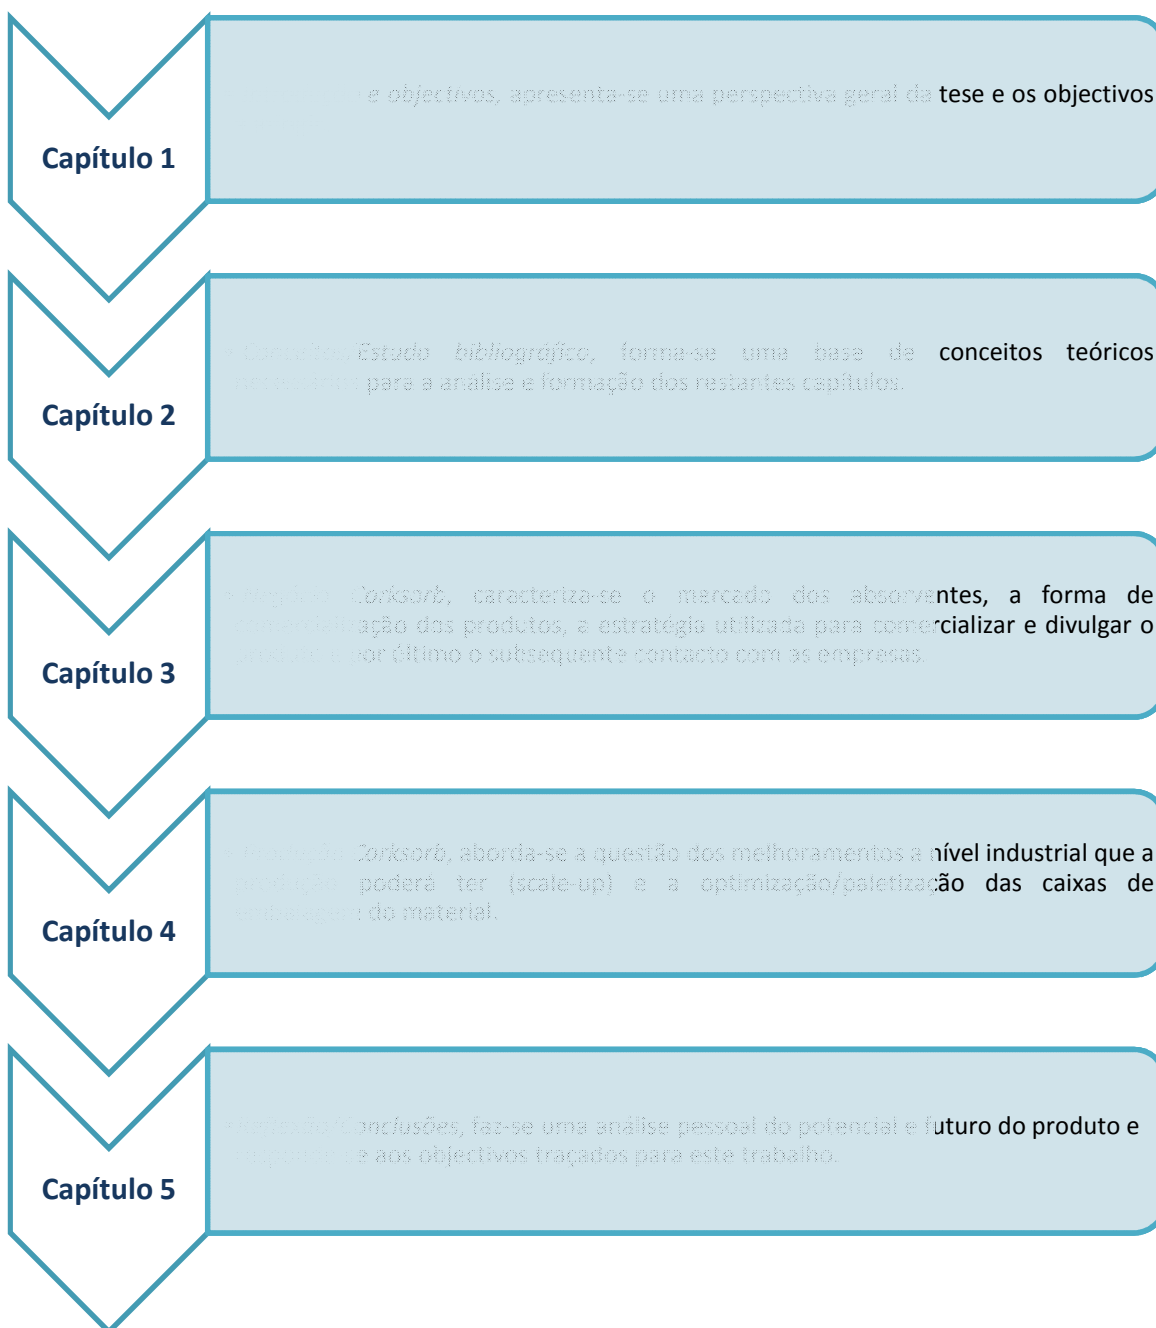 e objectivos, apresenta-se uma perspectiva geral da tese e os objectivos
Capítulo 1
Estudo bibliográfico, forma-se uma base de conceitos teóricos
para a análise e formação dos restantes capítulos.
Capítulo 2
Corksorb, caracteriza-se o mercado dos absorventes, a forma de
comercialização dos produtos, a estratégia utilizada para comercializar e divulgar o
por último o subsequente contacto com as empresas.
Capítulo 3
Corksorb, aborda-se a questão dos melhoramentos a nível industrial que a
produção poderá ter (scale-up) e a optimização/paletização das caixas de
embalagem do material.
Capítulo 4
Conclusões, faz-se uma análise pessoal do potencial e futuro do produto e
aos objectivos traçados para este trabalho.
Capítulo 5